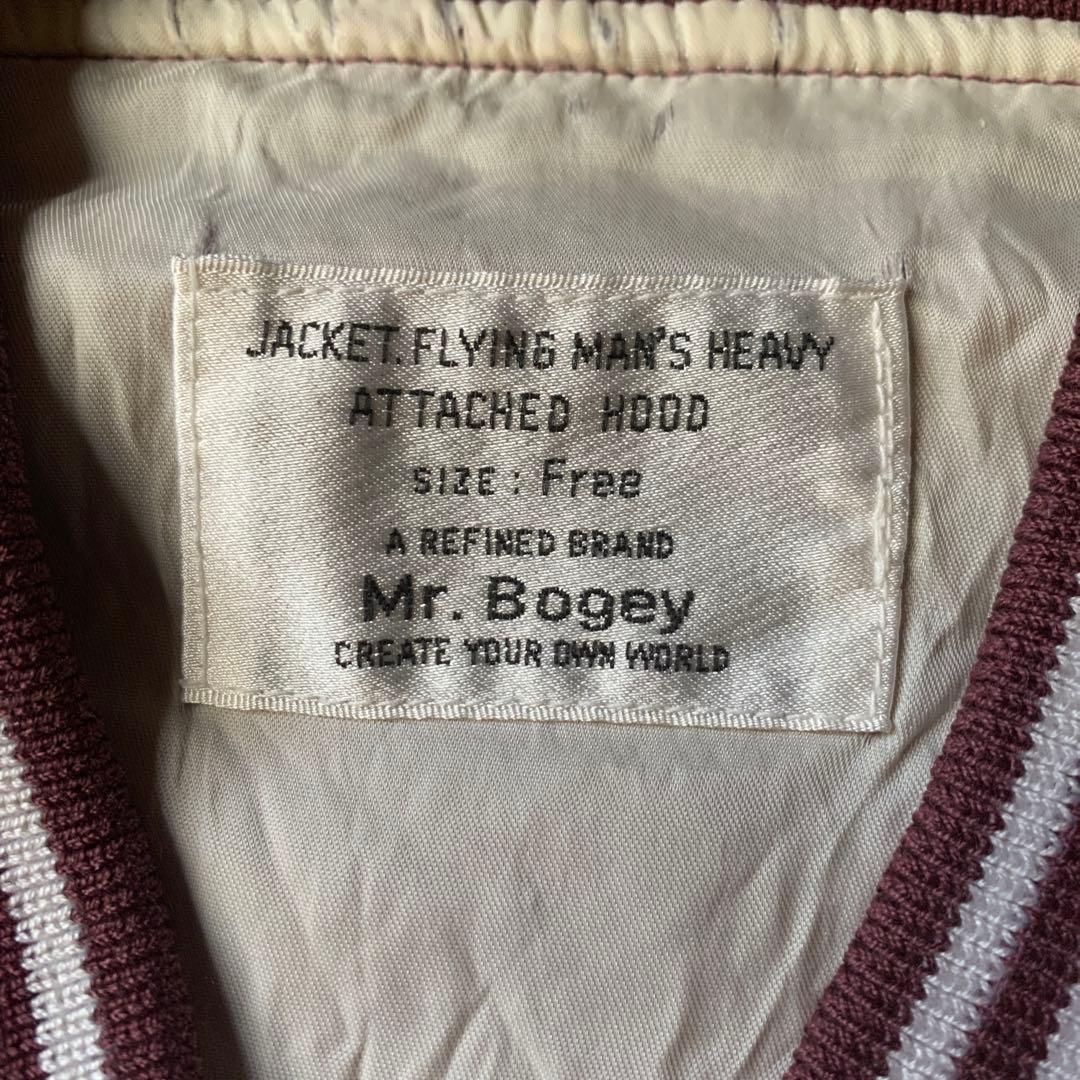 JACKET.FLYING MAN'S HEAVY
ATTACHED HOOD
SIZE : Free
A REFINED BRAND
Mr. Bogey
CREATE YOUR OWN WORLD